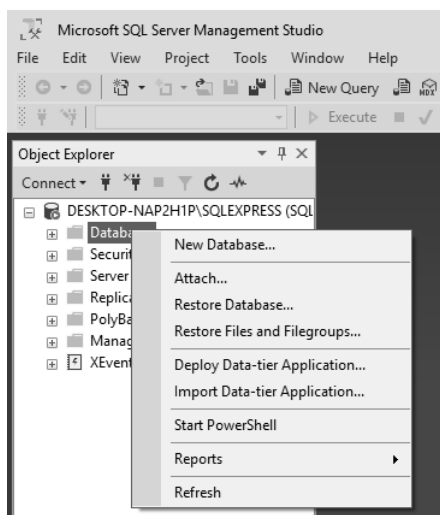 Microsoft SQL Server Management Studio
File Edit View Project Tools Window Help
New Query MDX
Execute
Object Explorer
Connect
DESKTOP-NAP2H1P\SQLEXPRESS (SQL
Databa
Securit
Server
Replica
PolyBa
Manag
XEvent
New Database...
Attach...
Restore Database...
Restore Files and Filegroups...
Deploy Data-tier Application...
Import Data-tier Application...
Start PowerShell
Reports
Refresh